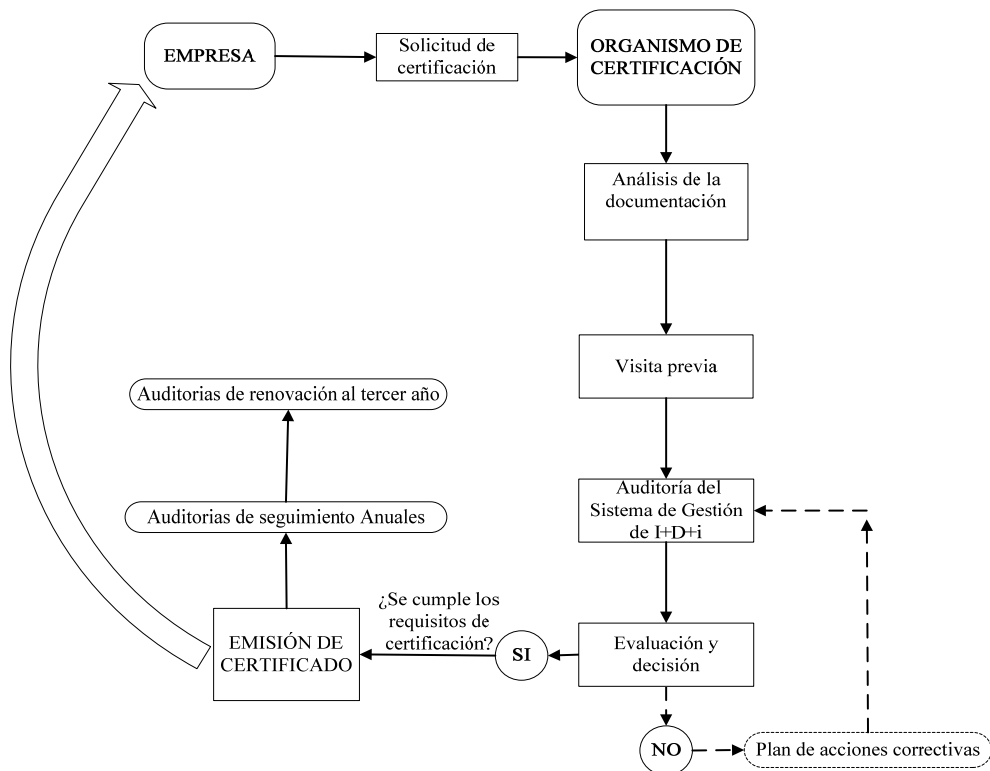 EMPRESA
Solicitud de
certificación
ORGANISMO DE
CERTIFICACIÓN
Análisis de la
documentación
Visita previa
Auditorias de renovación al tercer año
Auditoría del
Sistema de Gestión
de I+D+i
Auditorias de seguimiento Anuales
¿Se cumple los
requisitos de
certificación?
EMISIÓN DE
CERTIFICADO
SI
Evaluación y
decisión
NO
Plan de acciones correctivas